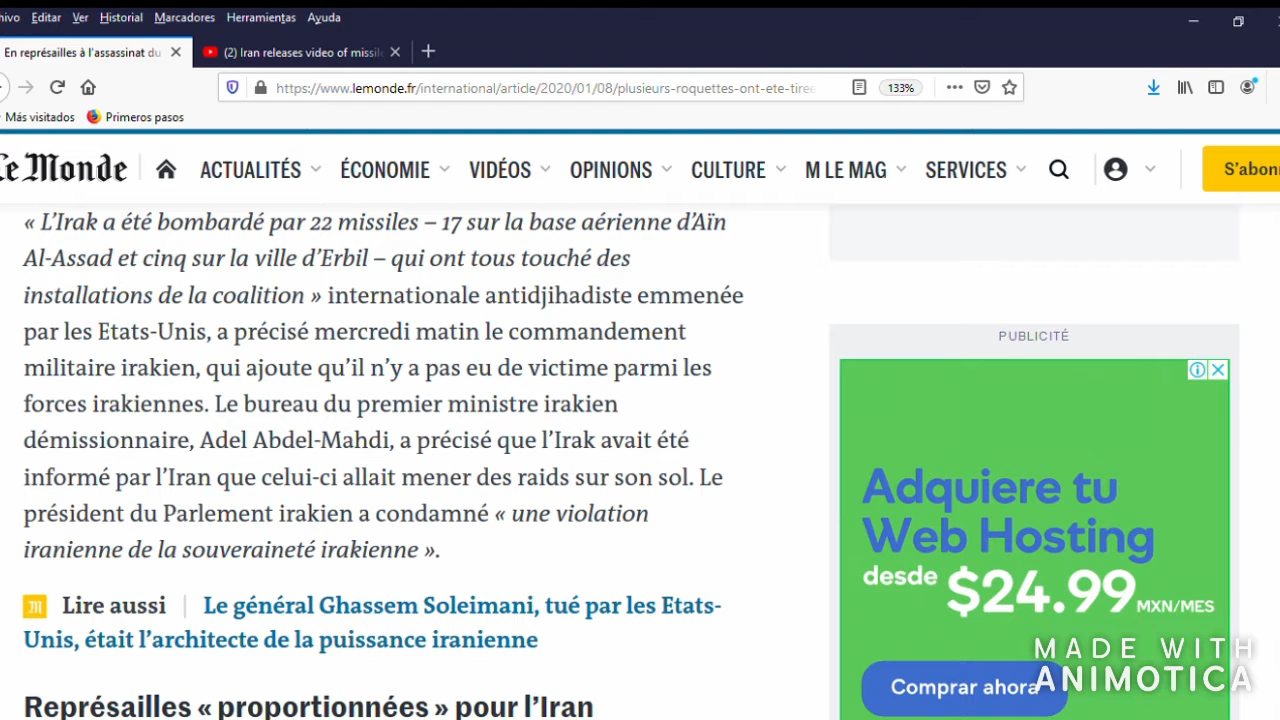 hivo Editar Ver Historial Marcadores Herramientas Ayuda
En représailles à l'assassinat du
(2) Iran releases video of missile
https://www.lemonde.fr/international/article/2020/01/08/plusieurs-roquettes-ont-ete-tiree
133%
Más visitados Primeros pasos
Le Monde ACTUALITÉS ÉCONOMIE VIDÉOS OPINIONS CULTURE M LE MAG SERVICES S'abon
« L'Irak a été bombardé par 22 missiles – 17 sur la base aérienne d'Aïn
Al-Assad et cinq sur la ville d'Erbil – qui ont tous touché des
installations de la coalition » internationale antidjihadiste emmenée
par les Etats-Unis, a précisé mercredi matin le commandement
militaire irakien, qui ajoute qu'il n'y a pas eu de victime parmi les
forces irakiennes. Le bureau du premier ministre irakien
démissionnaire, Adel Abdel-Mahdi, a précisé que l'Irak avait été
informé par l'Iran que celui-ci allait mener des raids sur son sol. Le
président du Parlement irakien a condamné « une violation
iranienne de la souveraineté irakienne ».
M Lire aussi Le général Ghassem Soleimani, tué par les Etats-
Unis, était l'architecte de la puissance iranienne
Représailles « proportionnées » pour l'Iran
PUBLICITÉ
Adquiere tu
Web Hosting
desde $24.99 MXN/MES
Comprar ahora
MADE WITH
ANIMOTICA